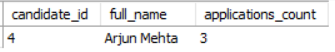 candidate_id full_name applications_count
4 Arjun Mehta 3